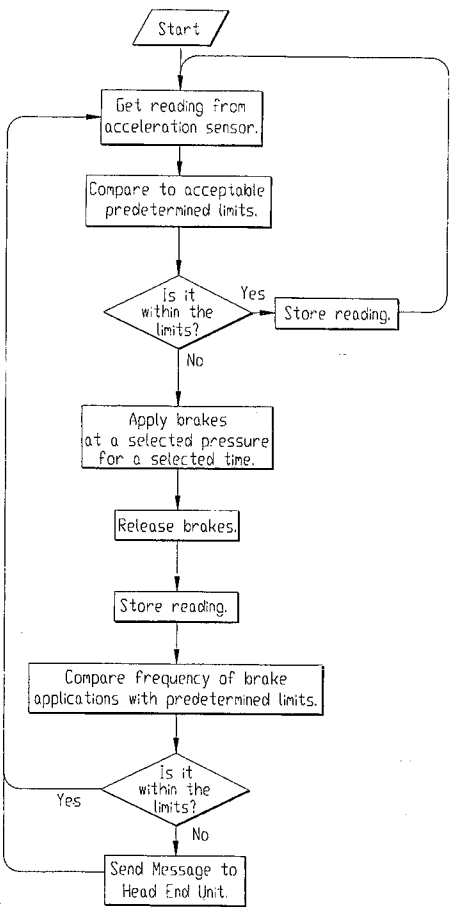 Start
Get reading from
acceleration sensor.
Compare to acceptable
predetermined limits.
Is it
within the
limits?
Yes
Store reading.
No
Apply brakes
at a selected pressure
for a selected time.
Release brakes.
Store reading.
Compare frequency of brake
applications with predetermined limits.
Is it
within the
limits?
Yes
No
Send Message to
Head End Unit.